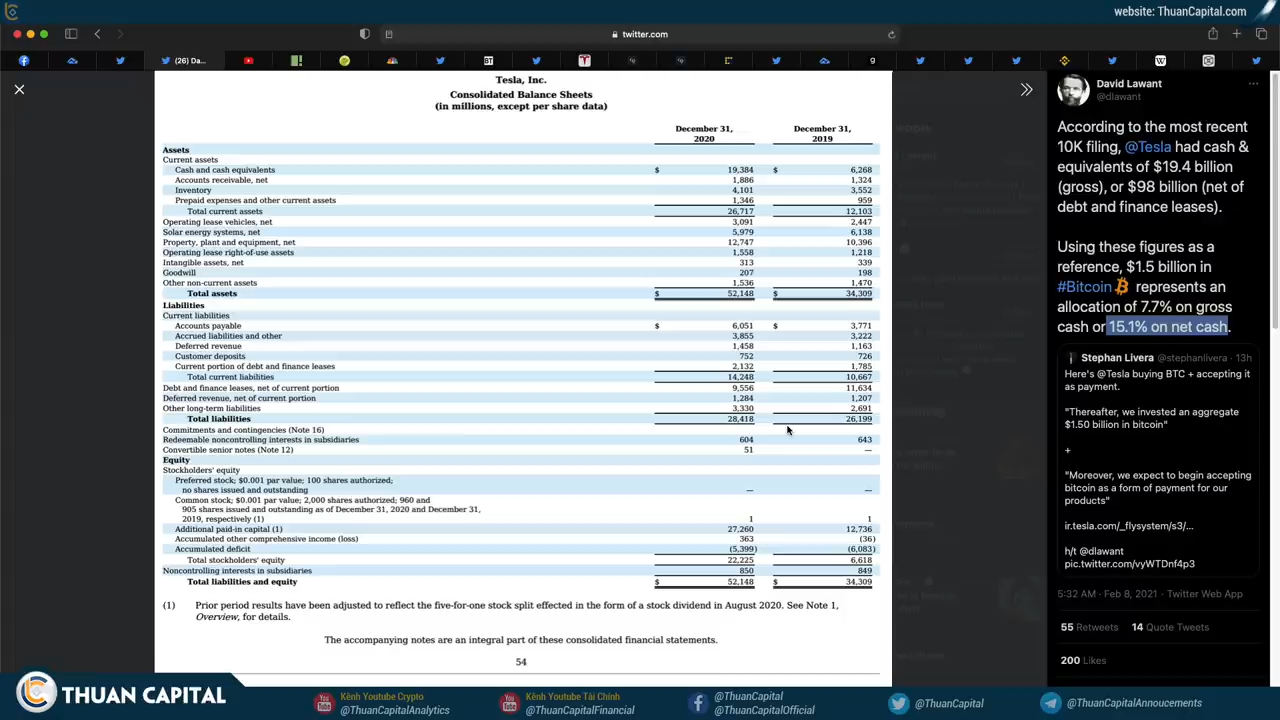 website: ThuanCapital.com
twitter.com
(26) Da...
Tesla, Inc.
Consolidated Balance Sheets
(in millions, except per share data)
December 31, December 31,
2020 2019
Assets
Current assets
Cash and cash equivalents $ 19,384 $ 6,268
Accounts receivable, net 1,886 1,324
Inventory 4,101 3,552
Prepaid expenses and other current assets 1,346 959
Total current assets 26,717 12,103
Operating lease vehicles, net 3,091 2,447
Solar energy systems, net 5,979 6,138
Property, plant and equipment, net 12,747 10,396
Operating lease right-of-use assets 1,558 1,218
Intangible assets, net 313 339
Goodwill 207 198
Other non-current assets 1,536 1,470
Total assets $ 52,148 $ 34,309
Liabilities
Current liabilities
Accounts payable $ 6,051 $ 3,771
Accrued liabilities and other 3,855 3,222
Deferred revenue 1,458 1,163
Customer deposits 752 726
Current portion of debt and finance leases 2,132 1,785
Total current liabilities 14,248 10,667
Debt and finance leases, net of current portion 9,556 11,634
Deferred revenue, net of current portion 1,284 1,207
Other long-term liabilities 3,330 2,691
Total liabilities 28,418 26,199
Commitments and contingencies (Note 16)
Redeemable noncontrolling interests in subsidiaries 604 643
Convertible senior notes (Note 12) 51 —
Equity
Stockholders' equity
Preferred stock; $0.001 par value; 100 shares authorized;
no shares issued and outstanding — —
Common stock; $0.001 par value; 2,000 shares authorized; 960 and
905 shares issued and outstanding as of December 31, 2020 and December 31,
2019, respectively (1) 1 1
Additional paid-in capital (1) 27,260 12,736
Accumulated other comprehensive income (loss) 363 (36)
Accumulated deficit (5,399) (6,083)
Total stockholders' equity 22,225 6,618
Noncontrolling interests in subsidiaries 850 849
Total liabilities and equity $ 52,148 $ 34,309
(1) Prior period results have been adjusted to reflect the five-for-one stock split effected in the form of a stock dividend in August 2020. See Note 1,
Overview, for details.
The accompanying notes are an integral part of these consolidated financial statements.
54
David Lawant
@dlawant
According to the most recent
10K filing, @Tesla had cash &
equivalents of $19.4 billion
(gross), or $98 billion (net of
debt and finance leases).
Using these figures as a
reference, $1.5 billion in
#Bitcoin represents an
allocation of 7.7% on gross
cash or 15.1% on net cash.
Stephan Livera @stephanlivera · 13h
Here's @Tesla buying BTC + accepting it
as payment.
"Thereafter, we invested an aggregate
$1.50 billion in bitcoin"
+
"Moreover, we expect to begin accepting
bitcoin as a form of payment for our
products"
ir.tesla.com/_flysystem/s3/...
h/t @dlawant
pic.twitter.com/vyWTDnf4p3
5:32 AM · Feb 8, 2021 · Twitter Web App
55 Retweets 14 Quote Tweets
200 Likes
THUAN CAPITAL
Kênh Youtube Crypto
@ThuanCapitalAnalytics
Kênh Youtube Tài Chính
@ThuanCapitalFinancial
@ThuanCapital
@ThuanCapitalOfficial
@ThuanCapital
@ThuanCapitalAnnoucements